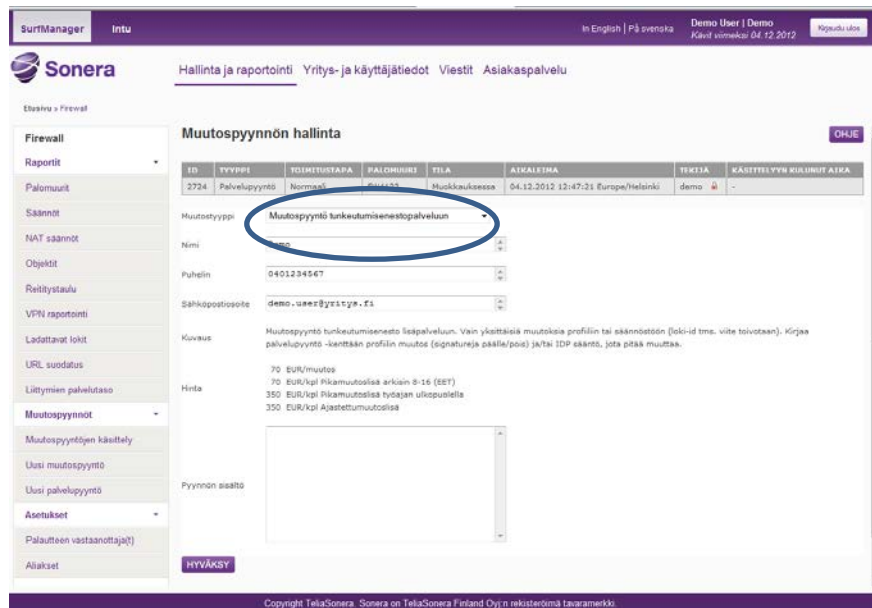 SurfManager Intu In English | På svenska Demo User | Demo Kirjaudu ulos
Kävit viimeksi 04.12.2012
Sonera
Hallinta ja raportointi Yritys- ja käyttäjätiedot Viestit Asiakaspalvelu
Etusivu » Firewall
Firewall
Raportit
Palomuurit
Säännöt
NAT säännöt
Objektit
Reititystaulu
VPN raportointi
Ladattavat lokit
URL suodatus
Liittymien palvelutaso
Muutospyynnöt
Muutospyyntöjen käsittely
Uusi muutospyyntö
Uusi palvelupyyntö
Asetukset
Palautteen vastaanottaja(t)
Aliakset
Muutospyynnön hallinta
OHJE
ID TYYPPI TOIMITUSTAPA PALOMUURI TILA AIKALEIMA TEKIJÄ KÄSITTELYYN KULUNUT AIKA
2724 Palvelupyyntö Normaali Muokkauksessa 04.12.2012 12:47:21 Europe/Helsinki demo -
Muutostyyppi Muutospyyntö tunkeutumisenestopalveluun
Nimi Demo
Puhelin 0401234567
Sähköpostiosoite demo.user@yritys.fi
Kuvaus Muutospyyntö tunkeutumisenesto lisäpalveluun. Vain yksittäisiä muutoksia profiiliin tai säännöstöön (loki-id tms. viite toivotaan). Kirjaa
palvelupyyntö -kenttään profiilin muutos (signatureja päälle/pois) ja/tai IDP sääntö, jota pitää muuttaa.
Hinta
70 EUR/muutos
70 EUR/kpl Pikamuutoslisä arkisin 8-16 (EET)
350 EUR/kpl Pikamuutoslisä työajan ulkopuolella
350 EUR/kpl Ajastettumuutoslisä
Pyynnön sisältö
HYVÄKSY
Copyright TeliaSonera. Sonera on TeliaSonera Finland Oyj:n rekisteröimä tavaramerkki.